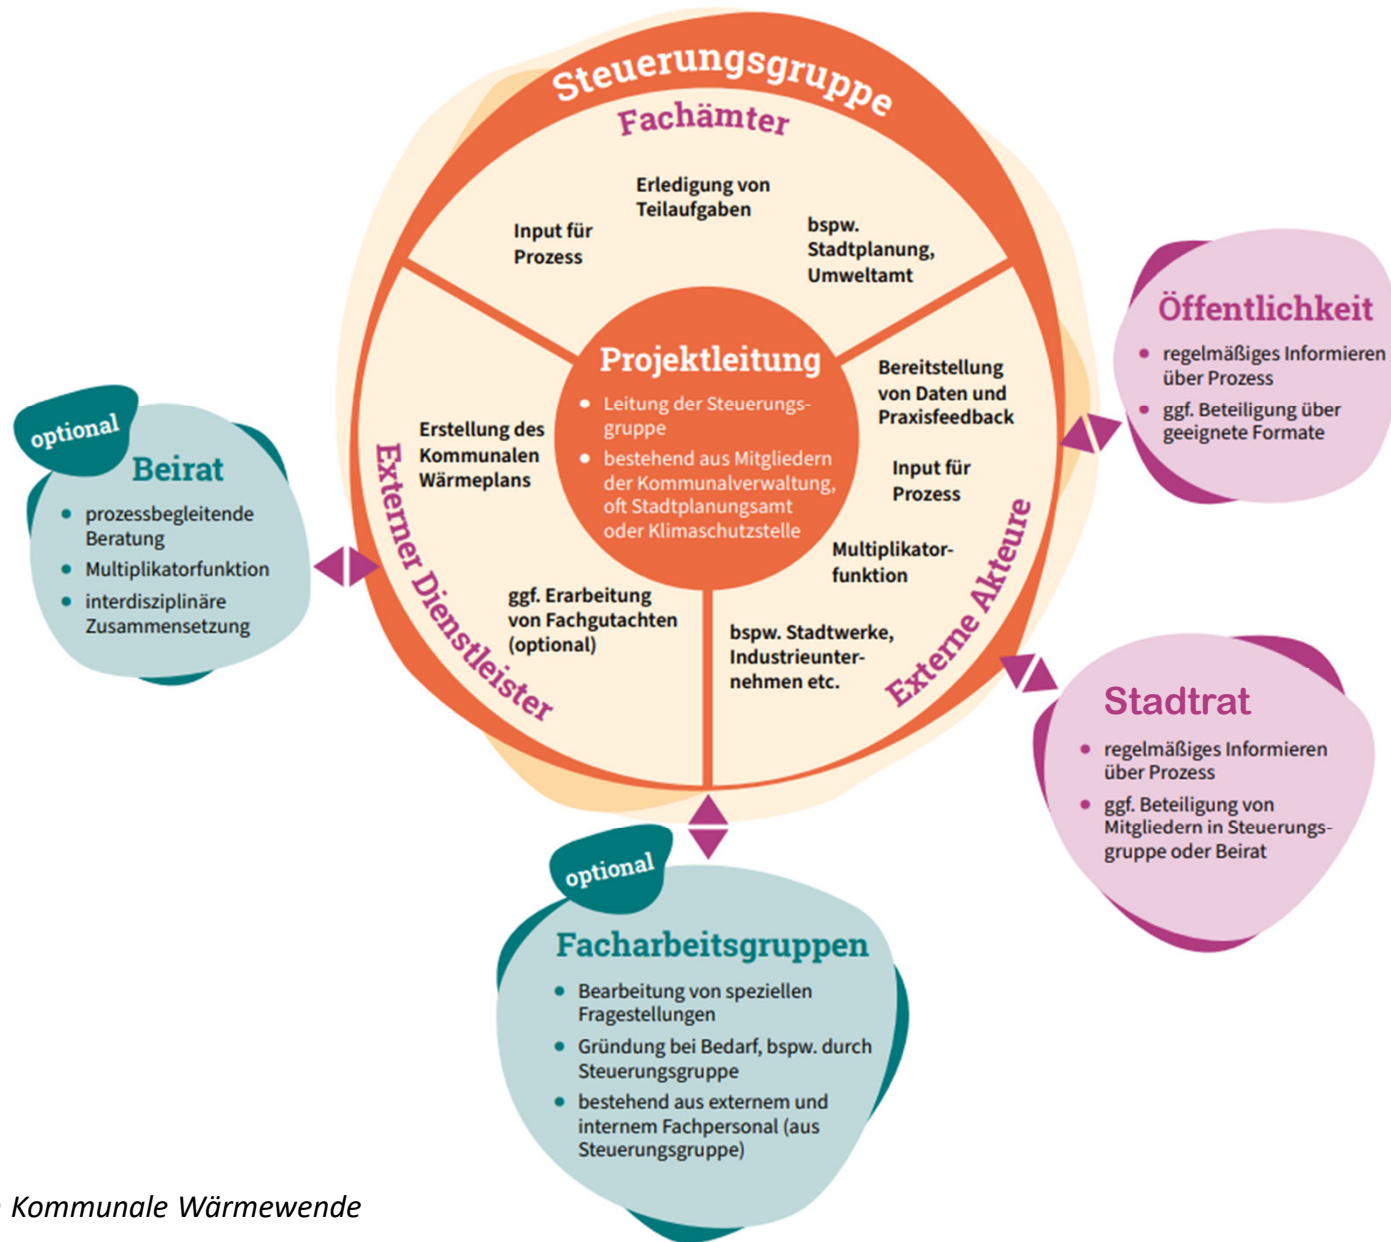 Steuerungsgruppe
Fachämter
Erledigung von
Teilaufgaben
Input für
Prozess
bspw.
Stadtplanung,
Umweltamt
Projektleitung
• Leitung der Steuerungs-
gruppe
• bestehend aus Mitgliedern
der Kommunalverwaltung,
oft Stadtplanungsamt
oder Klimaschutzstelle
Externer Dienstleister
Erstellung des
Kommunalen
Wärmeplans
ggf. Erarbeitung
von Fachgutachten
(optional)
Externe Akteure
Bereitstellung
von Daten und
Praxisfeedback
Input für
Prozess
Multiplikator-
funktion
bspw. Stadtwerke,
Industrieunter-
nehmen etc.
optional
Beirat
• prozessbegleitende
Beratung
• Multiplikatorfunktion
• interdisziplinäre
Zusammensetzung
Öffentlichkeit
• regelmäßiges Informieren
über Prozess
• ggf. Beteiligung über
geeignete Formate
Stadtrat
• regelmäßiges Informieren
über Prozess
• ggf. Beteiligung von
Mitgliedern in Steuerungs-
gruppe oder Beirat
optional
Facharbeitsgruppen
• Bearbeitung von speziellen
Fragestellungen
• Gründung bei Bedarf, bspw. durch
Steuerungsgruppe
• bestehend aus externem und
internem Fachpersonal (aus
Steuerungsgruppe)
Kommunale Wärmewende